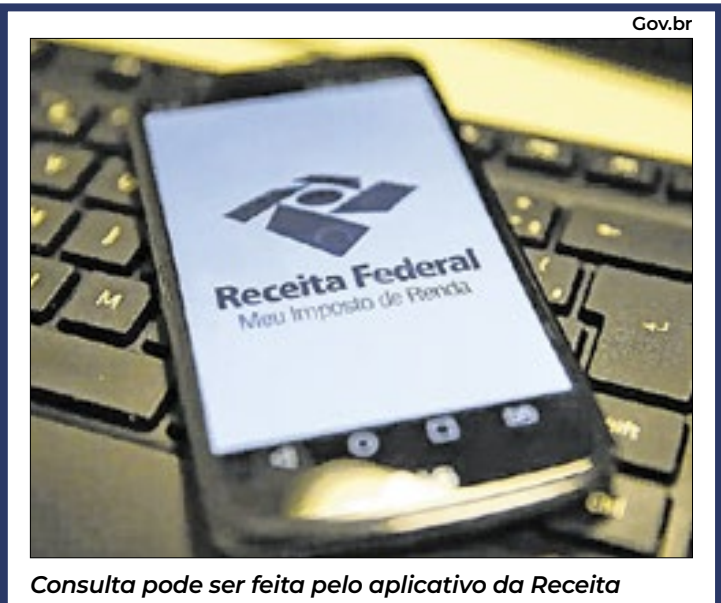 Gov.br
M
Receita Federal
Meu Imposto de Renda
Consulta pode ser feita pelo aplicativo da Receita